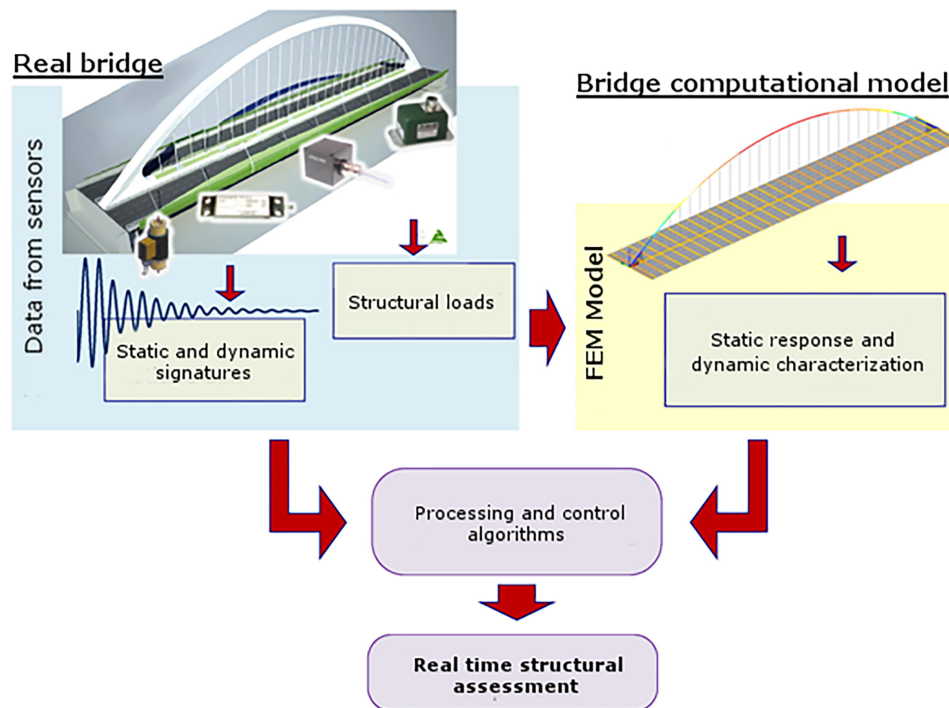 Real bridge
Bridge computational model
Data from sensors
Structural loads
Static and dynamic
signatures
FEM Model
Static response and
dynamic characterization
Processing and control
algorithms
Real time structural
assessment